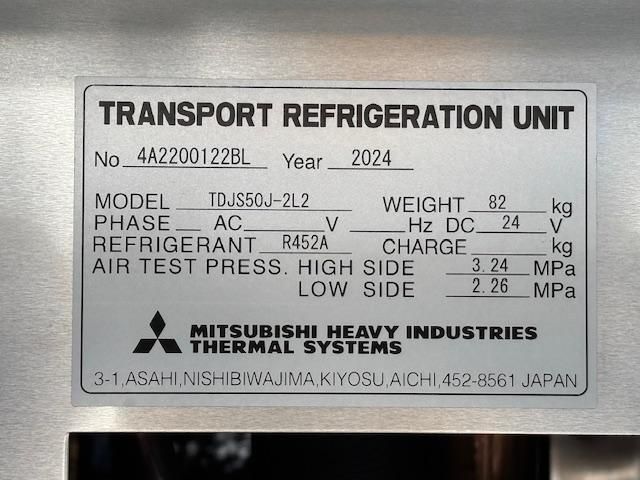 TRANSPORT REFRIGERATION UNIT
No 4A2200122BL Year 2024
MODEL TDJS50J-2L2 WEIGHT 82 kg
PHASE AC V Hz DC 24 V
REFRIGERANT R452A CHARGE kg
AIR TEST PRESS. HIGH SIDE 3.24 MPa
LOW SIDE 2.26 MPa
MITSUBISHI HEAVY INDUSTRIES
THERMAL SYSTEMS
3-1,ASAHI,NISHIBIWAJIMA,KIYOSU,AICHI,452-8561 JAPAN